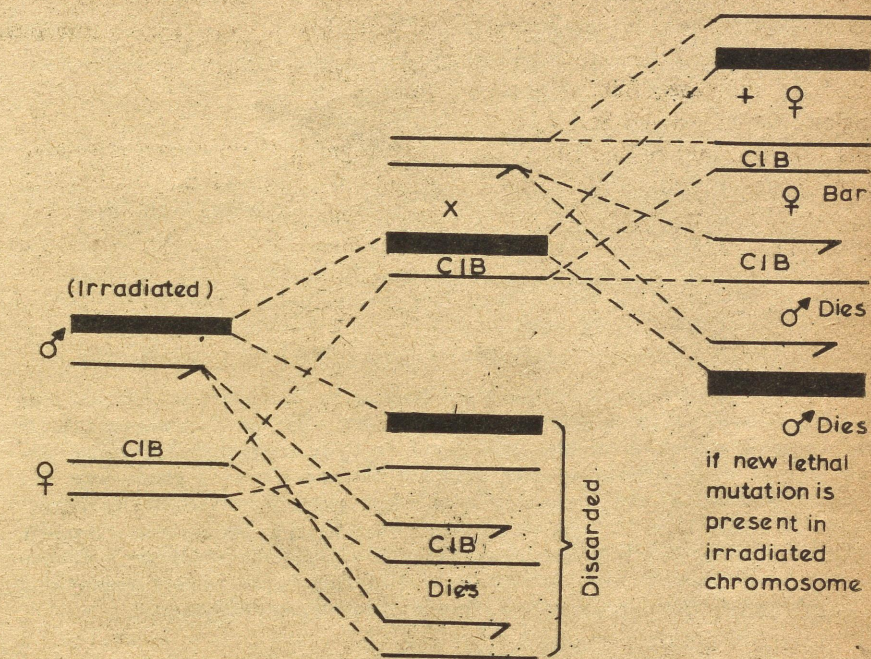 + ♀
ClB
♀ Bar
X
ClB
ClB
(Irradiated)
♂
♂ Dies
♂ Dies
ClB
♀
if new lethal
mutation is
present in
irradiated
chromosome
ClB
Dies
Discarded